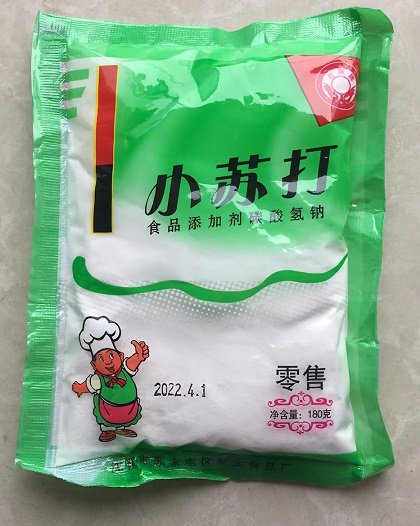 小苏打
食品添加剂碳酸氢钠
2022.4.1
零售
净含量：180克